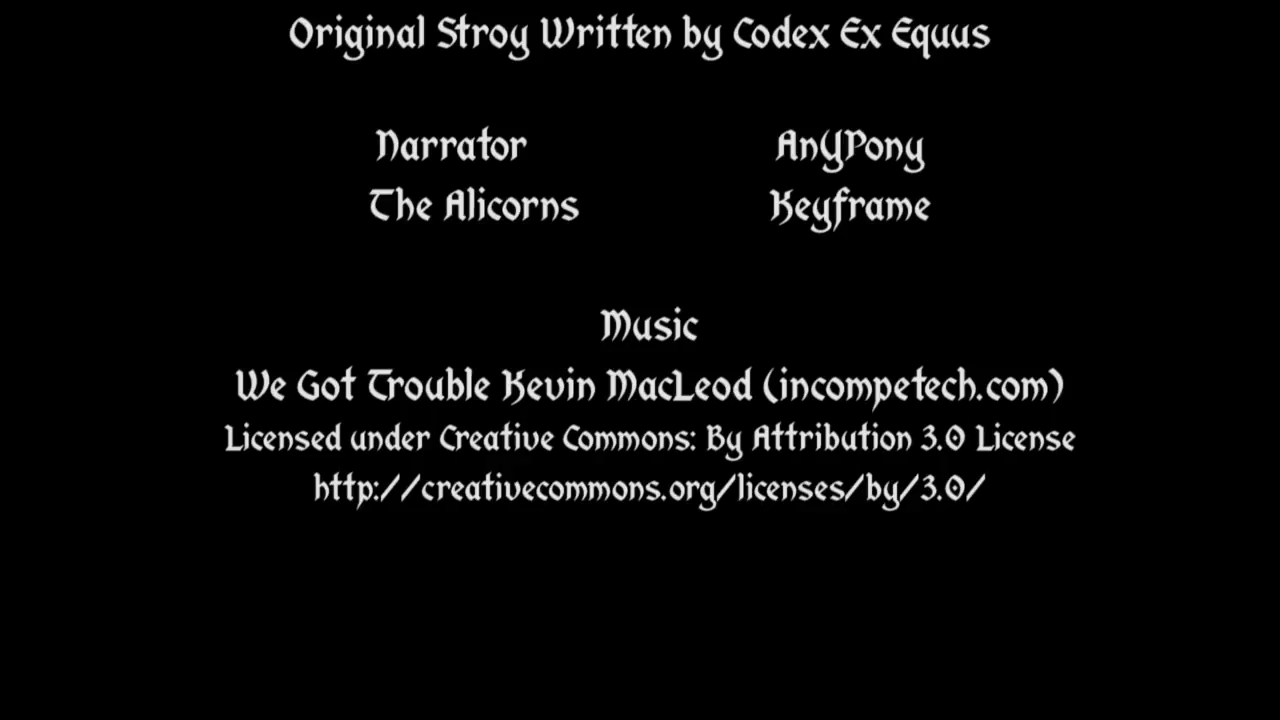 Original Stroy Written by Codex Ex Equus
Narrator AnYPony
The Alicorns Keyframe
Music
We Got Trouble Kevin MacLeod (incompetech.com)
Licensed under Creative Commons: By Attribution 3.0 License
http://creativecommons.org/licenses/by/3.0/